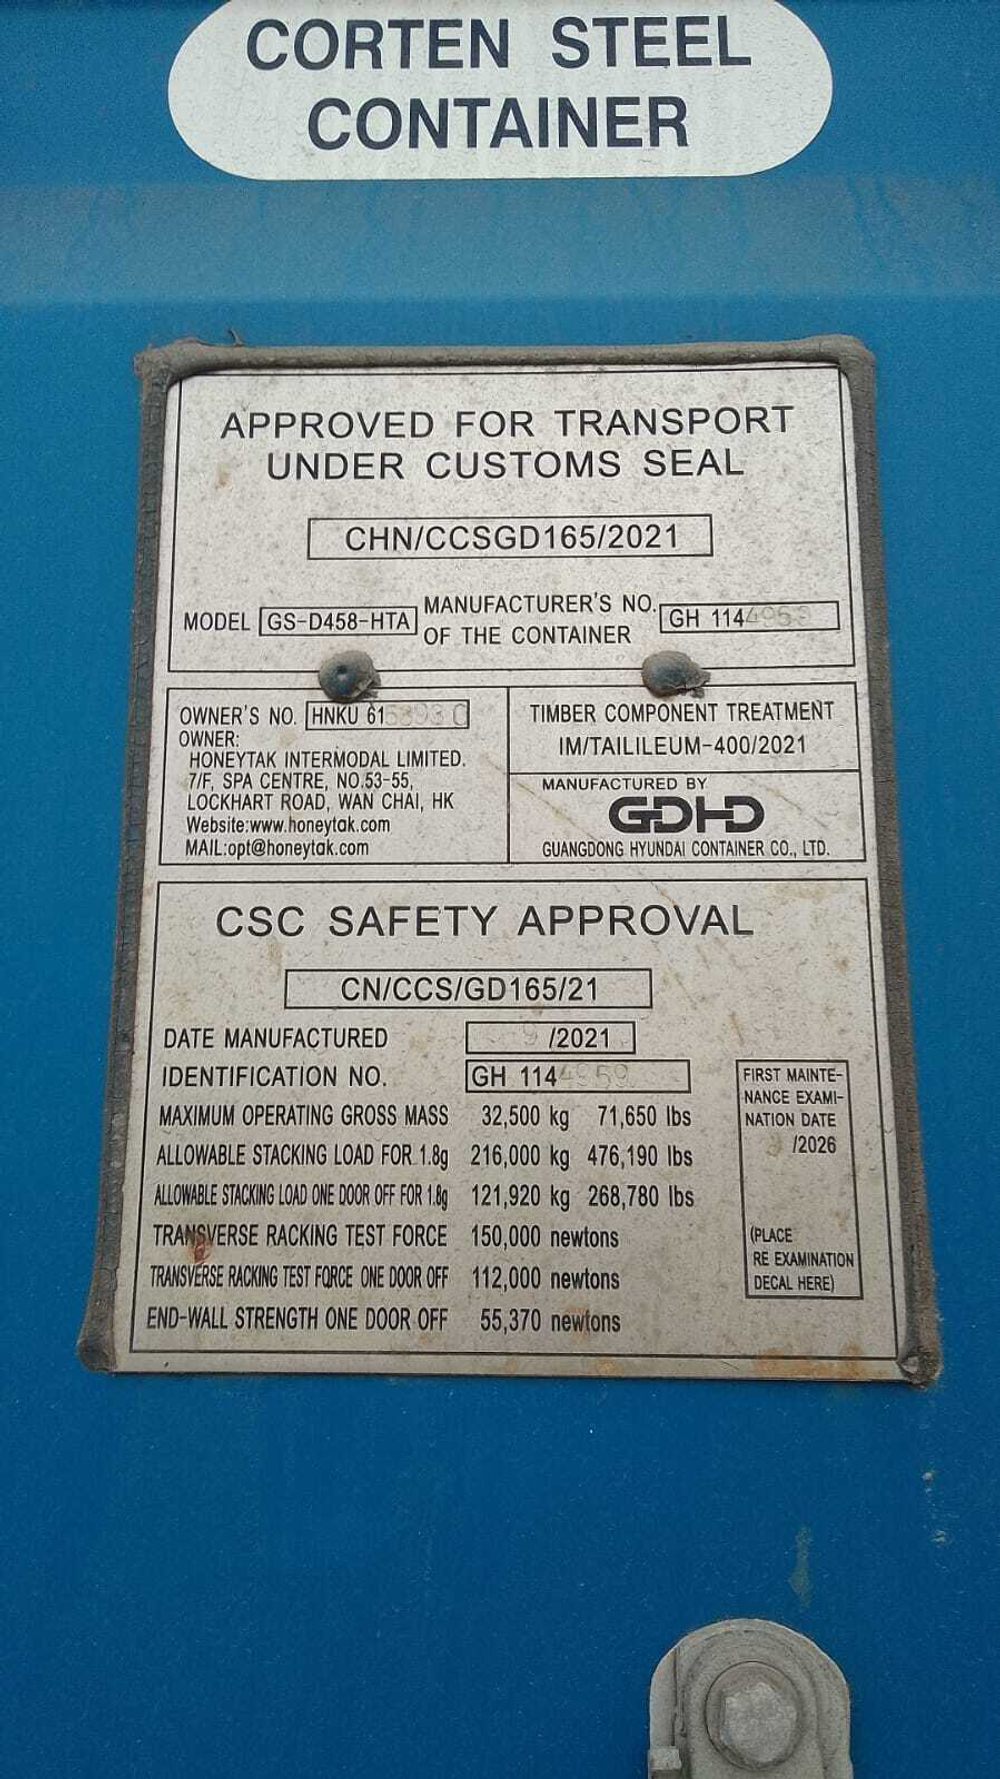 CORTEN STEEL
CONTAINER
APPROVED FOR TRANSPORT
UNDER CUSTOMS SEAL
CHN/CCSGD165/2021
MODEL GS-D458-HTA
MANUFACTURER'S NO.
OF THE CONTAINER
GH 114
OWNER'S NO. HNKU 61
OWNER:
HONEYTAK INTERMODAL LIMITED.
7/F, SPA CENTRE, NO.53-55,
LOCKHART ROAD, WAN CHAI, HK
Website:www.honeytak.com
MAIL:opt@honeytak.com
TIMBER COMPONENT TREATMENT
IM/TAILILEUM-400/2021
MANUFACTURED BY
GDHD
GUANGDONG HYUNDAI CONTAINER CO., LTD.
CSC SAFETY APPROVAL
CN/CCS/GD165/21
DATE MANUFACTURED 9 /2021
IDENTIFICATION NO. GH 1144959
MAXIMUM OPERATING GROSS MASS 32,500 kg 71,650 lbs
ALLOWABLE STACKING LOAD FOR 1.8g 216,000 kg 476,190 lbs
ALLOWABLE STACKING LOAD ONE DOOR OFF FOR 1.8g 121,920 kg 268,780 lbs
TRANSVERSE RACKING TEST FORCE 150,000 newtons
TRANSVERSE RACKING TEST FORCE ONE DOOR OFF 112,000 newtons
END-WALL STRENGTH ONE DOOR OFF 55,370 newtons
FIRST MAINTE-
NANCE EXAMI-
NATION DATE
/2026
(PLACE
RE EXAMINATION
DECAL HERE)